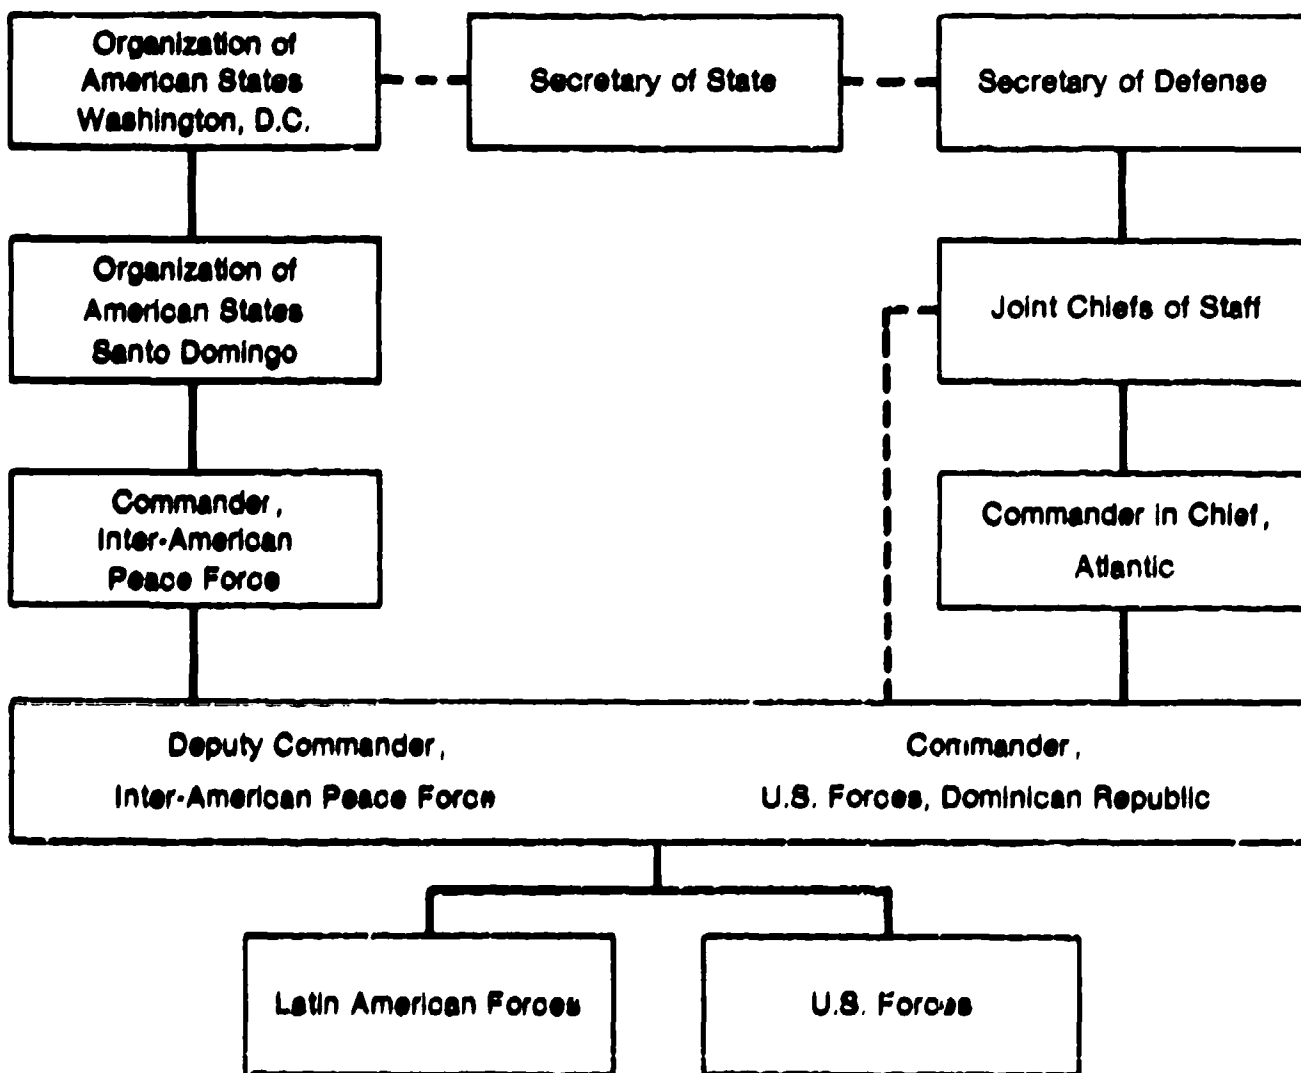 Organization of
American States
Washington, D.C.
Secretary of State
Secretary of Defense
Organization of
American States
Santo Domingo
Joint Chiefs of Staff
Commander,
Inter-American
Peace Force
Commander in Chief,
Atlantic
Deputy Commander,
Inter-American Peace Force
Commander,
U.S. Forces, Dominican Republic
Latin American Forces
U.S. Forces